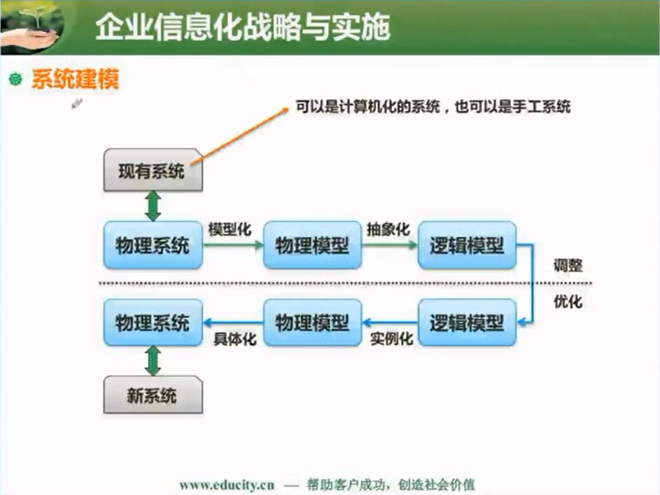 企业信息化战略与实施
系统建模
可以是计算机化的系统，也可以是手工系统
现有系统
物理系统
模型化
物理模型
抽象化
逻辑模型
调整
优化
物理系统
具体化
物理模型
实例化
逻辑模型
新系统
www.educity.cn — 帮助客户成功，创造社会价值